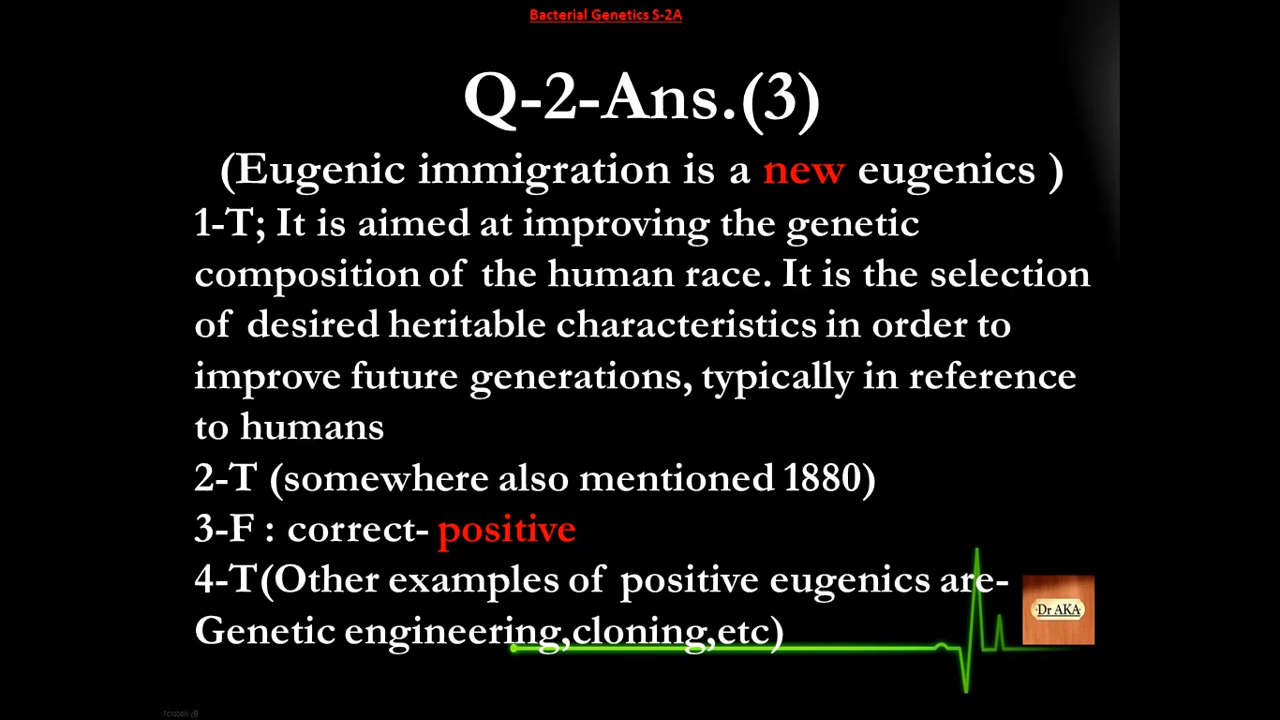 Bacterial Genetics S-2A
Q-2-Ans.(3)
(Eugenic immigration is a new eugenics )
1-T; It is aimed at improving the genetic
composition of the human race. It is the selection
of desired heritable characteristics in order to
improve future generations, typically in reference
to humans
2-T (somewhere also mentioned 1880)
3-F : correct- positive
4-T(Other examples of positive eugenics are-
Genetic engineering,cloning,etc)
Dr AKA